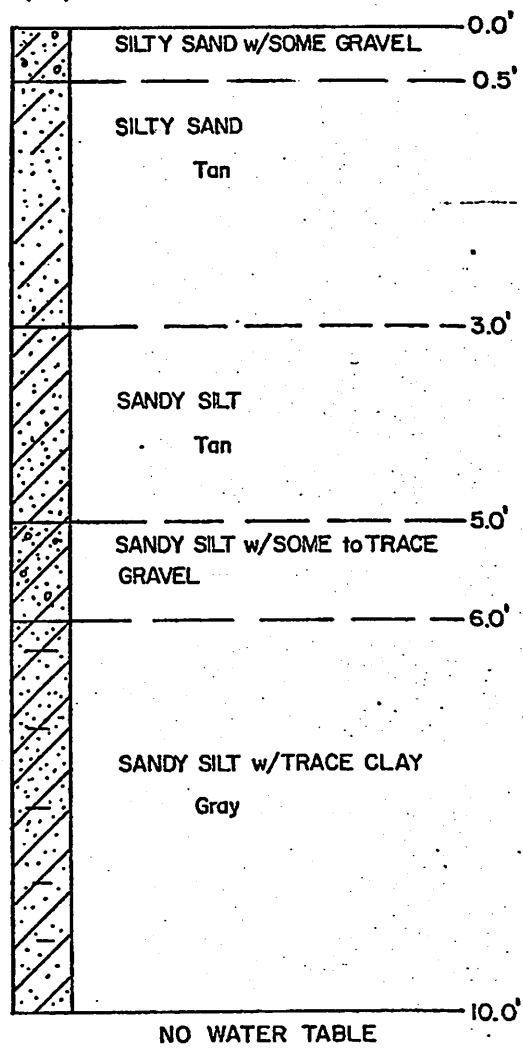 0.0'
SILTY SAND w/SOME GRAVEL
0.5'
SILTY SAND
Tan
3.0'
SANDY SILT
Tan
5.0'
SANDY SILT w/SOME to TRACE
GRAVEL
6.0'
SANDY SILT w/TRACE CLAY
Gray
10.0'
NO WATER TABLE